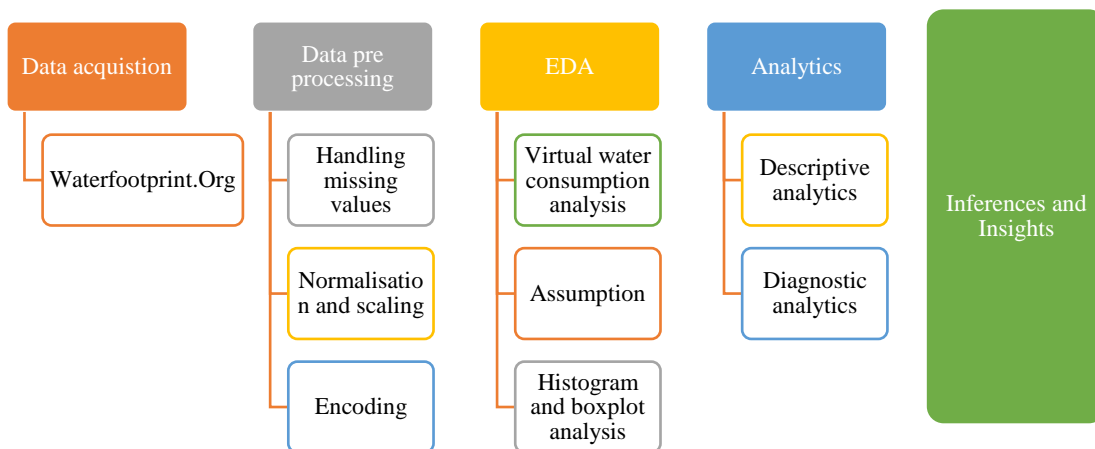 Data acquistion
Waterfootprint.Org
Data pre
processing
Handling
missing
values
Normalisatio
n and scaling
Encoding
EDA
Virtual water
consumption
analysis
Assumption
Histogram
and boxplot
analysis
Analytics
Descriptive
analytics
Diagnostic
analytics
Inferences and
Insights